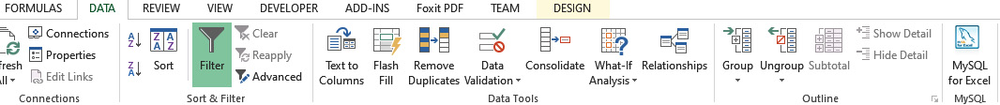 FORMULAS DATA REVIEW VIEW DEVELOPER ADD-INS Foxit PDF TEAM DESIGN
Connections
Properties
Edit Links
fresh
All
Connections
A
Z
Z
A
Z A
A Z
Sort
Filter
Clear
Reapply
Advanced
Sort & Filter
Text to
Columns
Flash
Fill
Remove
Duplicates
Data
Validation
Consolidate
What-If
Analysis
Relationships
Data Tools
Group
Ungroup
Subtotal
Show Detail
Hide Detail
Outline
MySQL
for Excel
MySQL